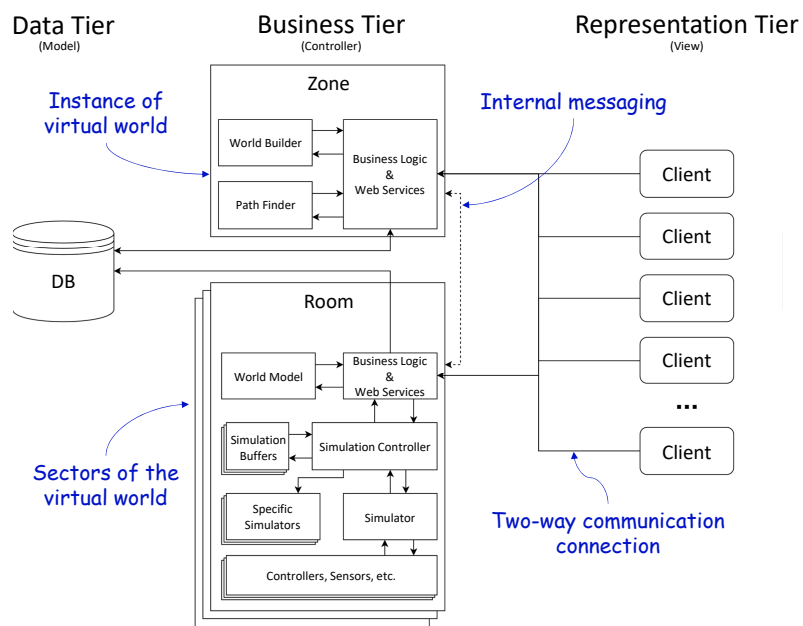 Data Tier
(Model)
Business Tier
(Controller)
Representation Tier
(View)
Zone
Instance of
virtual world
Internal messaging
World Builder
Business Logic
&
Web Services
Path Finder
Client
Client
Client
Client
...
Client
DB
Room
World Model
Business Logic
&
Web Services
Simulation
Buffers
Simulation Controller
Sectors of the
virtual world
Specific
Simulators
Simulator
Two-way communication
connection
Controllers, Sensors, etc.